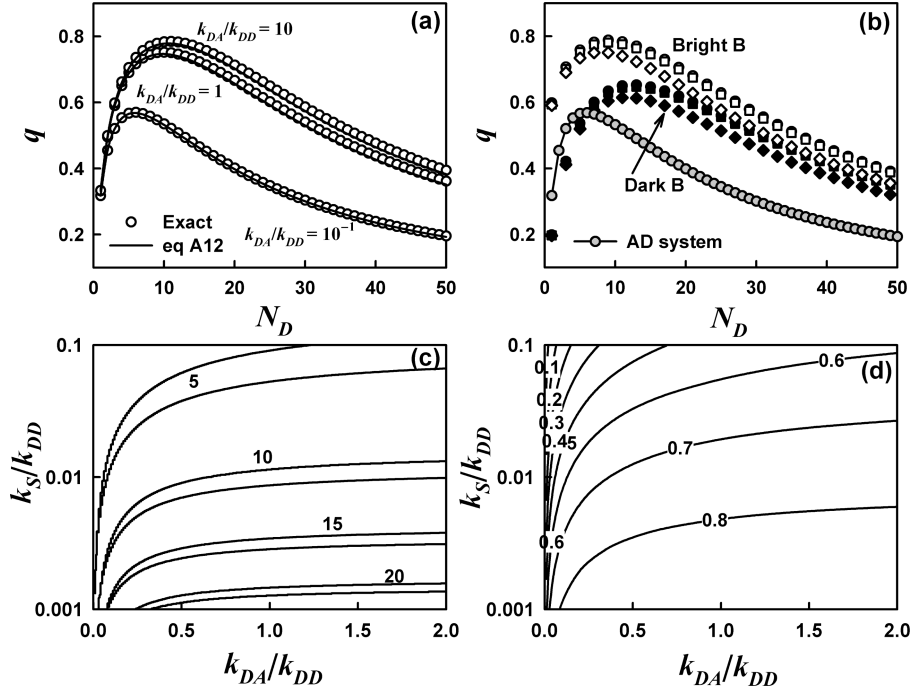 (a)
k_DA/k_DD = 10
k_DA/k_DD = 1
k_DA/k_DD = 10⁻¹
Exact
eq A12
q
0.8
0.6
0.4
0.2
0 10 20 30 40 50
N_D
(b)
Bright B
Dark B
AD system
q
0.8
0.6
0.4
0.2
0 10 20 30 40 50
N_D
(c)
5
10
15
20
k_S/k_DD
0.1
0.01
0.001
0.0 0.5 1.0 1.5 2.0
k_DA/k_DD
(d)
0.1
0.2
0.3
0.45
0.6
0.6
0.7
0.8
k_S/k_DD
0.1
0.01
0.001
0.0 0.5 1.0 1.5 2.0
k_DA/k_DD